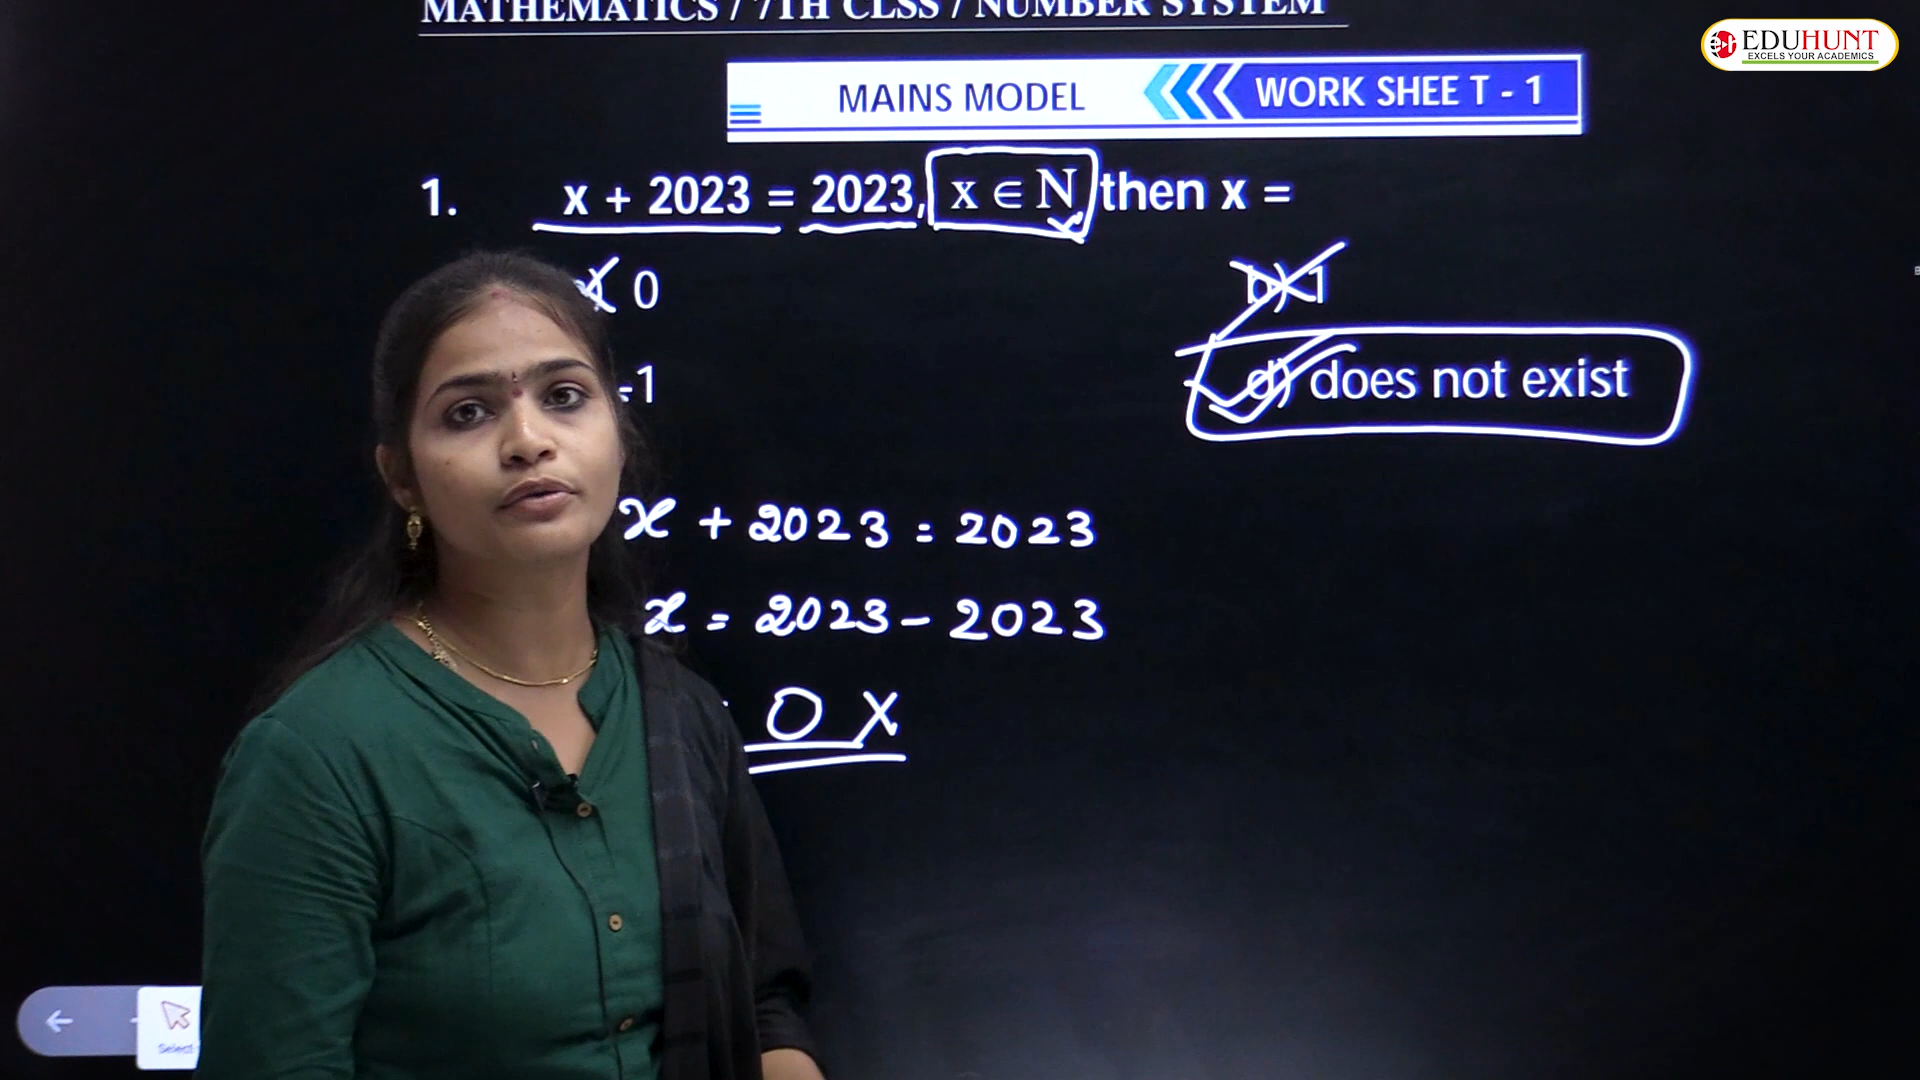 MATHEMATICS / 7TH CLSS / NUMBER SYSTEM
EDUHUNT
EXCELS YOUR ACADEMICS
MAINS MODEL
WORK SHEE T - 1
1. x + 2023 = 2023, x ∈ N then x =
0
b) 1
-1
d) does not exist
x + 2023 = 2023
x = 2023 - 2023
0 X
Select